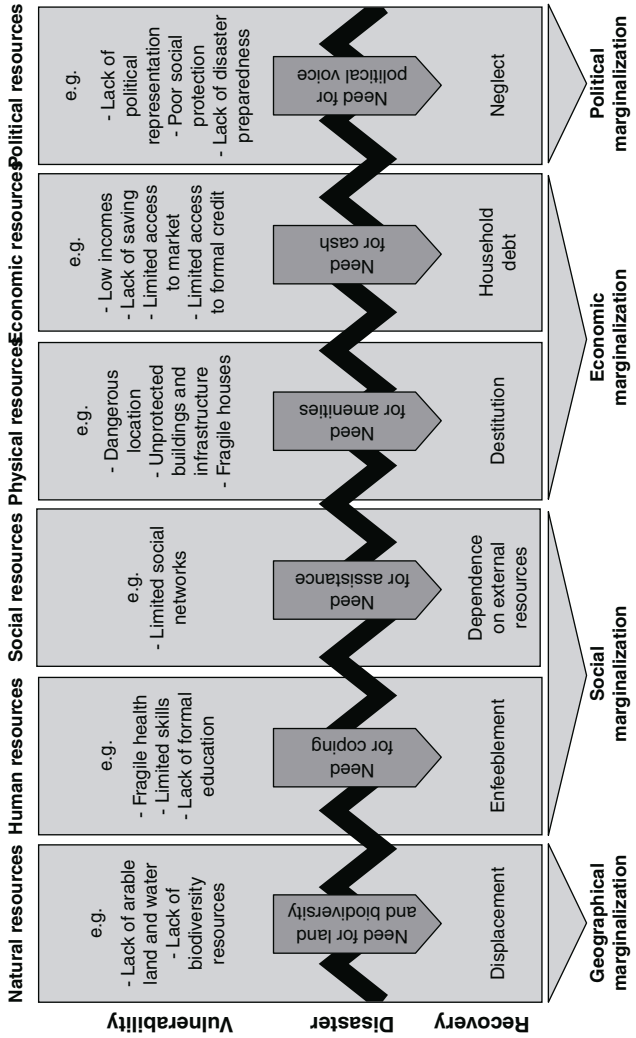 Natural resources
Human resources
Social resources
Physical resources
Economic resources
Political resources
Vulnerability
e.g.
- Lack of arable
land and water
- Lack of
biodiversity
resources
e.g.
- Fragile health
- Limited skills
- Lack of formal
education
e.g.
- Limited social
networks
e.g.
- Dangerous
location
- Unprotected
buildings and
infrastructure
- Fragile houses
e.g.
- Low incomes
- Lack of saving
- Limited access
to market
- Limited access
to formal credit
e.g.
- Lack of
political
representation
- Poor social
protection
- Lack of disaster
preparedness
Disaster
Need for land
and biodiversity
Need
for coping
Need
for assistance
Need
for amenities
Need
for cash
Need for
political voice
Recovery
Displacement
Enfeeblement
Dependence
on external
resources
Destitution
Household
debt
Neglect
Geographical
marginalization
Social
marginalization
Economic
marginalization
Political
marginalization